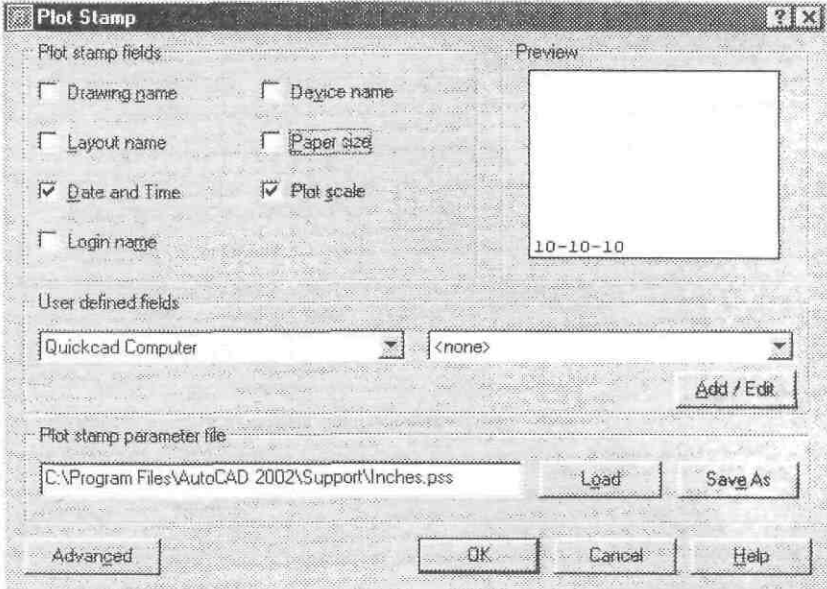 Plot Stamp
Plot stamp fields
Drawing name
Device name
Layout name
Paper size
Date and Time
Plot scale
Login name
Preview
10-10-10
User defined fields
Quickcad Computer
<none>
Add / Edit
Plot stamp parameter file
C:\Program Files\AutoCAD 2002\Support\Inches.pss
Load
Save As
Advanced
OK
Cancel
Help